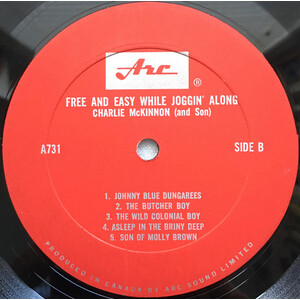 Arc
®
FREE AND EASY WHILE JOGGIN' ALONG
CHARLIE McKINNON (and Son)
A731 SIDE B
1. JOHNNY BLUE DUNGAREES
2. THE BUTCHER BOY
3. THE WILD COLONIAL BOY
4. ASLEEP IN THE BRINY DEEP
5. SON OF MOLLY BROWN
PRODUCED IN CANADA BY ARC SOUND LIMITED